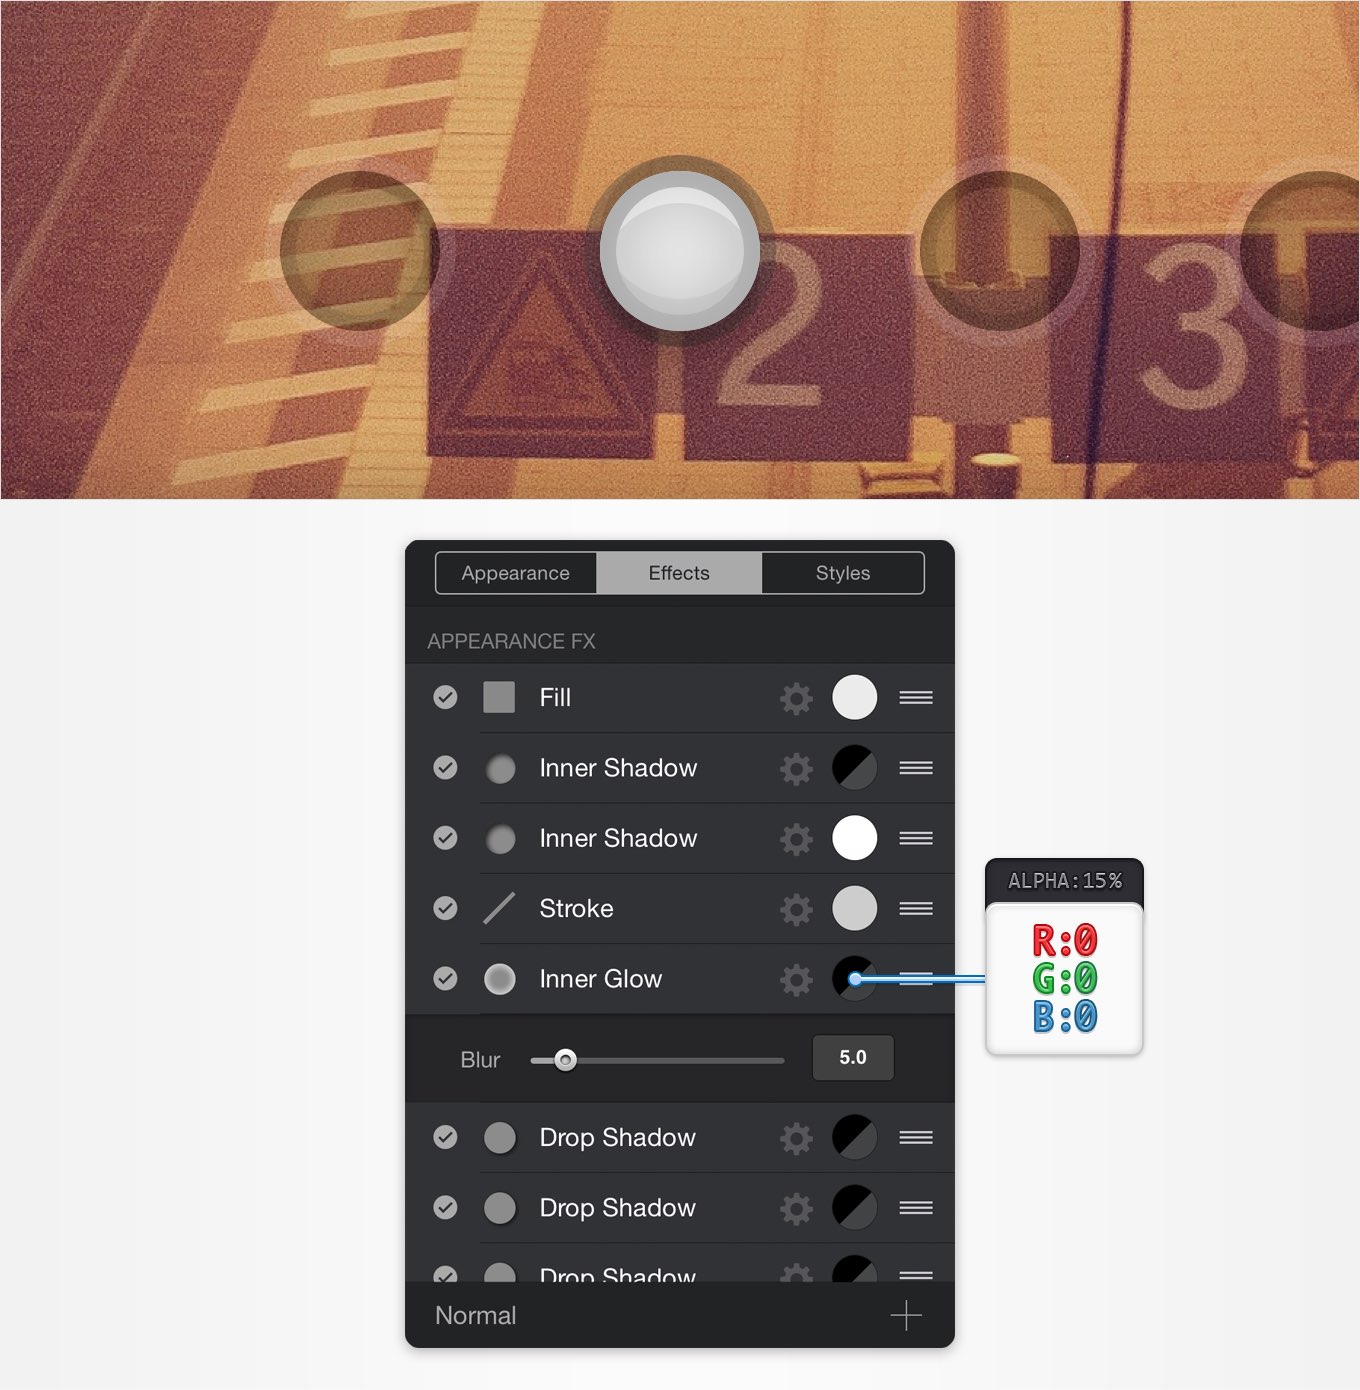 2
3
Appearance
Effects
Styles
APPEARANCE FX
Fill
Inner Shadow
Inner Shadow
Stroke
Inner Glow
ALPHA:15%
R:0
G:0
B:0
Blur
5.0
Drop Shadow
Drop Shadow
Drop Shadow
Normal